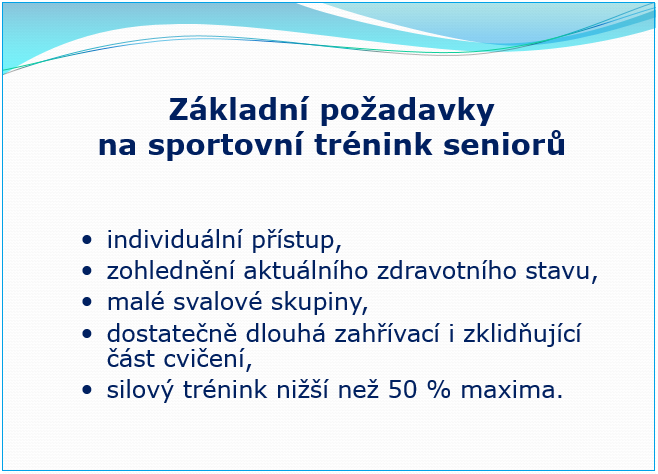 Základní požadavky
na sportovní trénink seniorů
• individuální přístup,
• zohlednění aktuálního zdravotního stavu,
• malé svalové skupiny,
• dostatečně dlouhá zahřívací i zklidňující
část cvičení,
• silový trénink nižší než 50 % maxima.